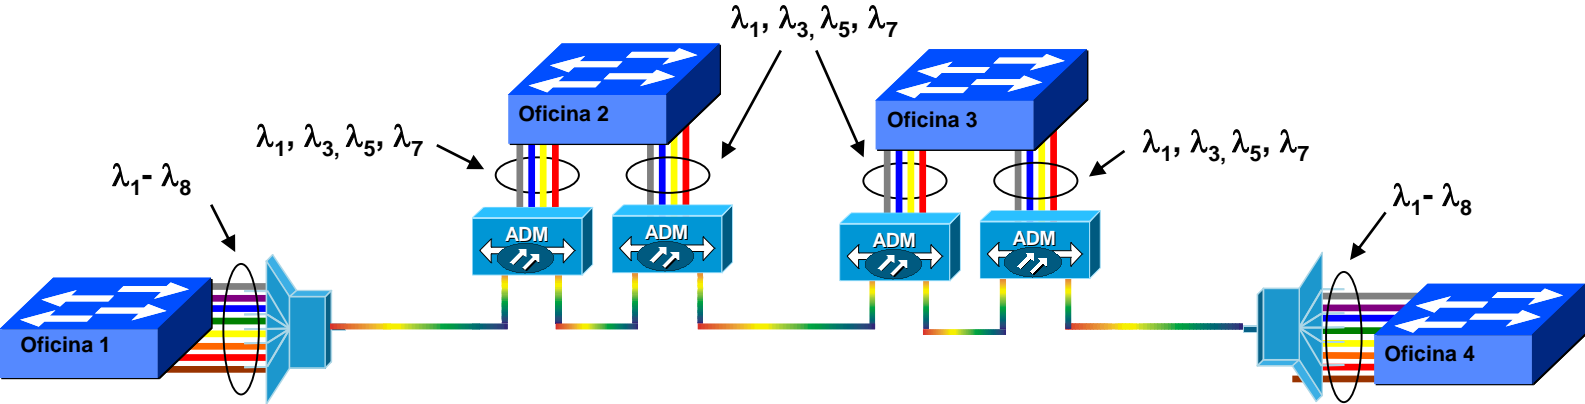 λ1, λ3, λ5, λ7
Oficina 2
Oficina 3
λ1, λ3, λ5, λ7
λ1, λ3, λ5, λ7
λ1- λ8
λ1- λ8
ADM
ADM
ADM
ADM
Oficina 1
Oficina 4